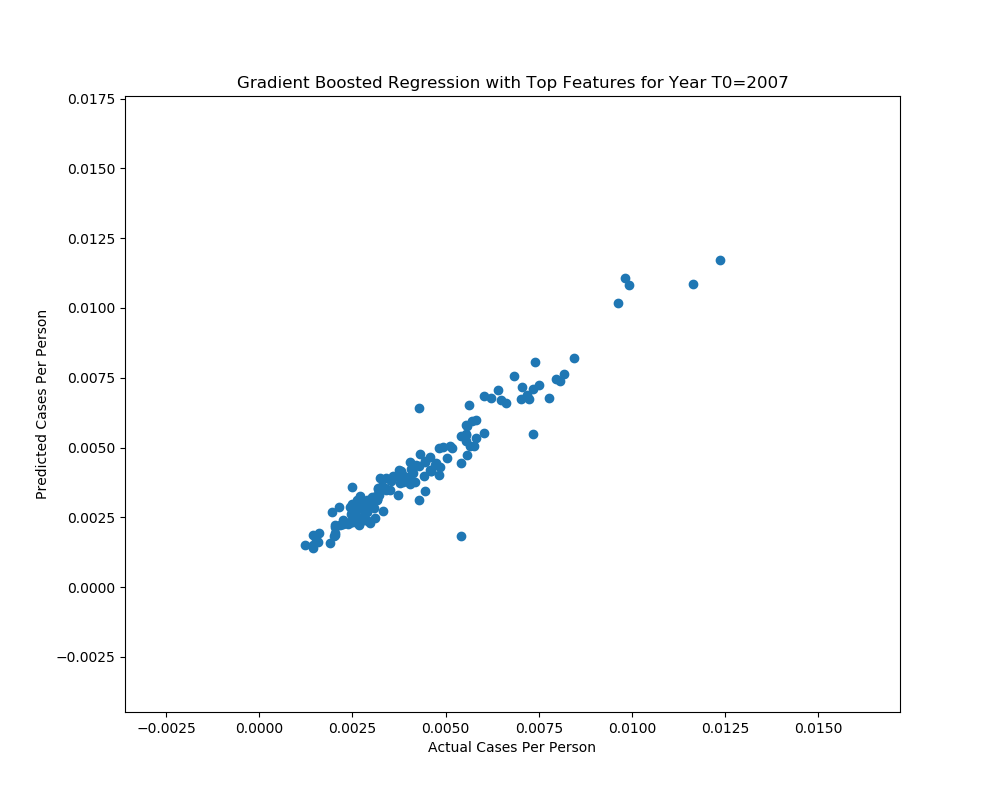 Gradient Boosted Regression with Top Features for Year T0=2007
0.0175
0.0150
0.0125
0.0100
0.0075
0.0050
0.0025
0.0000
−0.0025
Predicted Cases Per Person
−0.0025 0.0000 0.0025 0.0050 0.0075 0.0100 0.0125 0.0150
Actual Cases Per Person